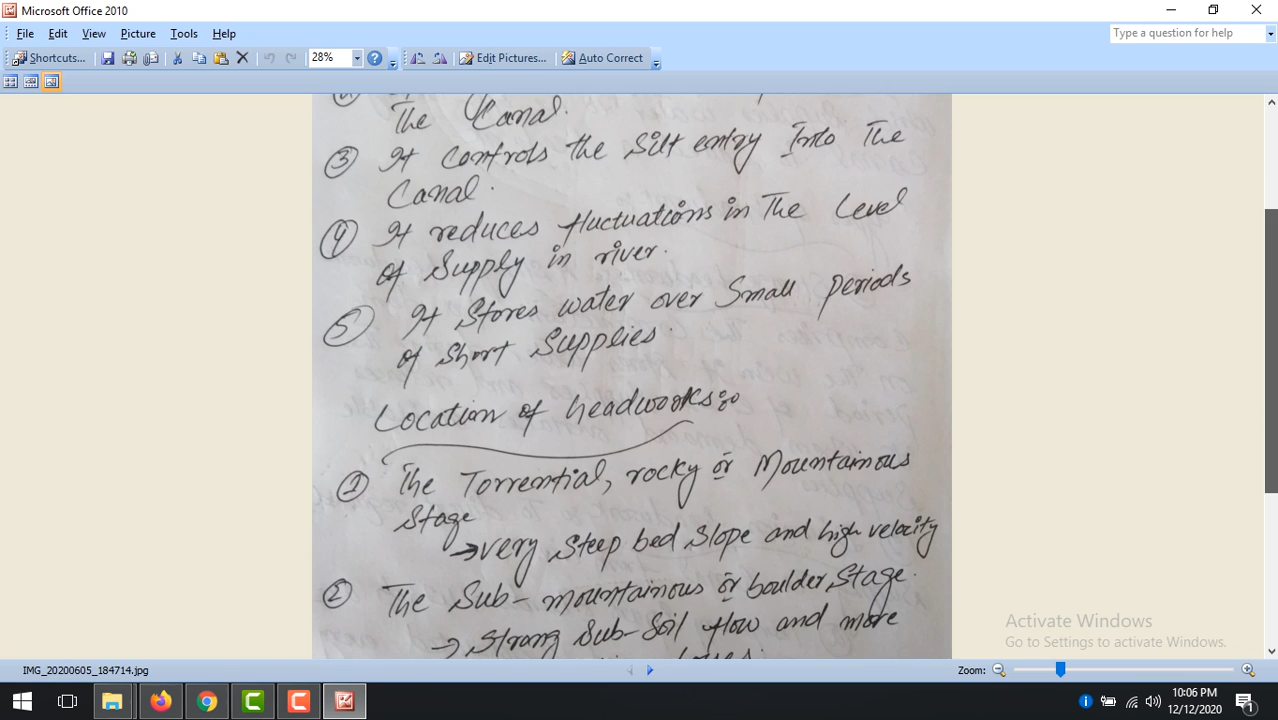 Microsoft Office 2010
File Edit View Picture Tools Help
Type a question for help
Shortcuts... 28% Edit Pictures... Auto Correct
The Canal.
③ It Controls the Silt entry Into The
Canal.
④ It reduces fluctuations in The Level
of Supply in river.
⑤ It Stores water over Small Periods
of Short Supplies.
Location of headworks:
① The Torrential, rocky or Mountainous
Stage
→ very Steep bed Slope and high velocity
② The Sub-mountainous or boulder Stage.
→ Strong Sub-Soil flow and more
Activate Windows
Go to Settings to activate Windows.
IMG_20200605_184714.jpg
Zoom:
10:06 PM
12/12/2020
1